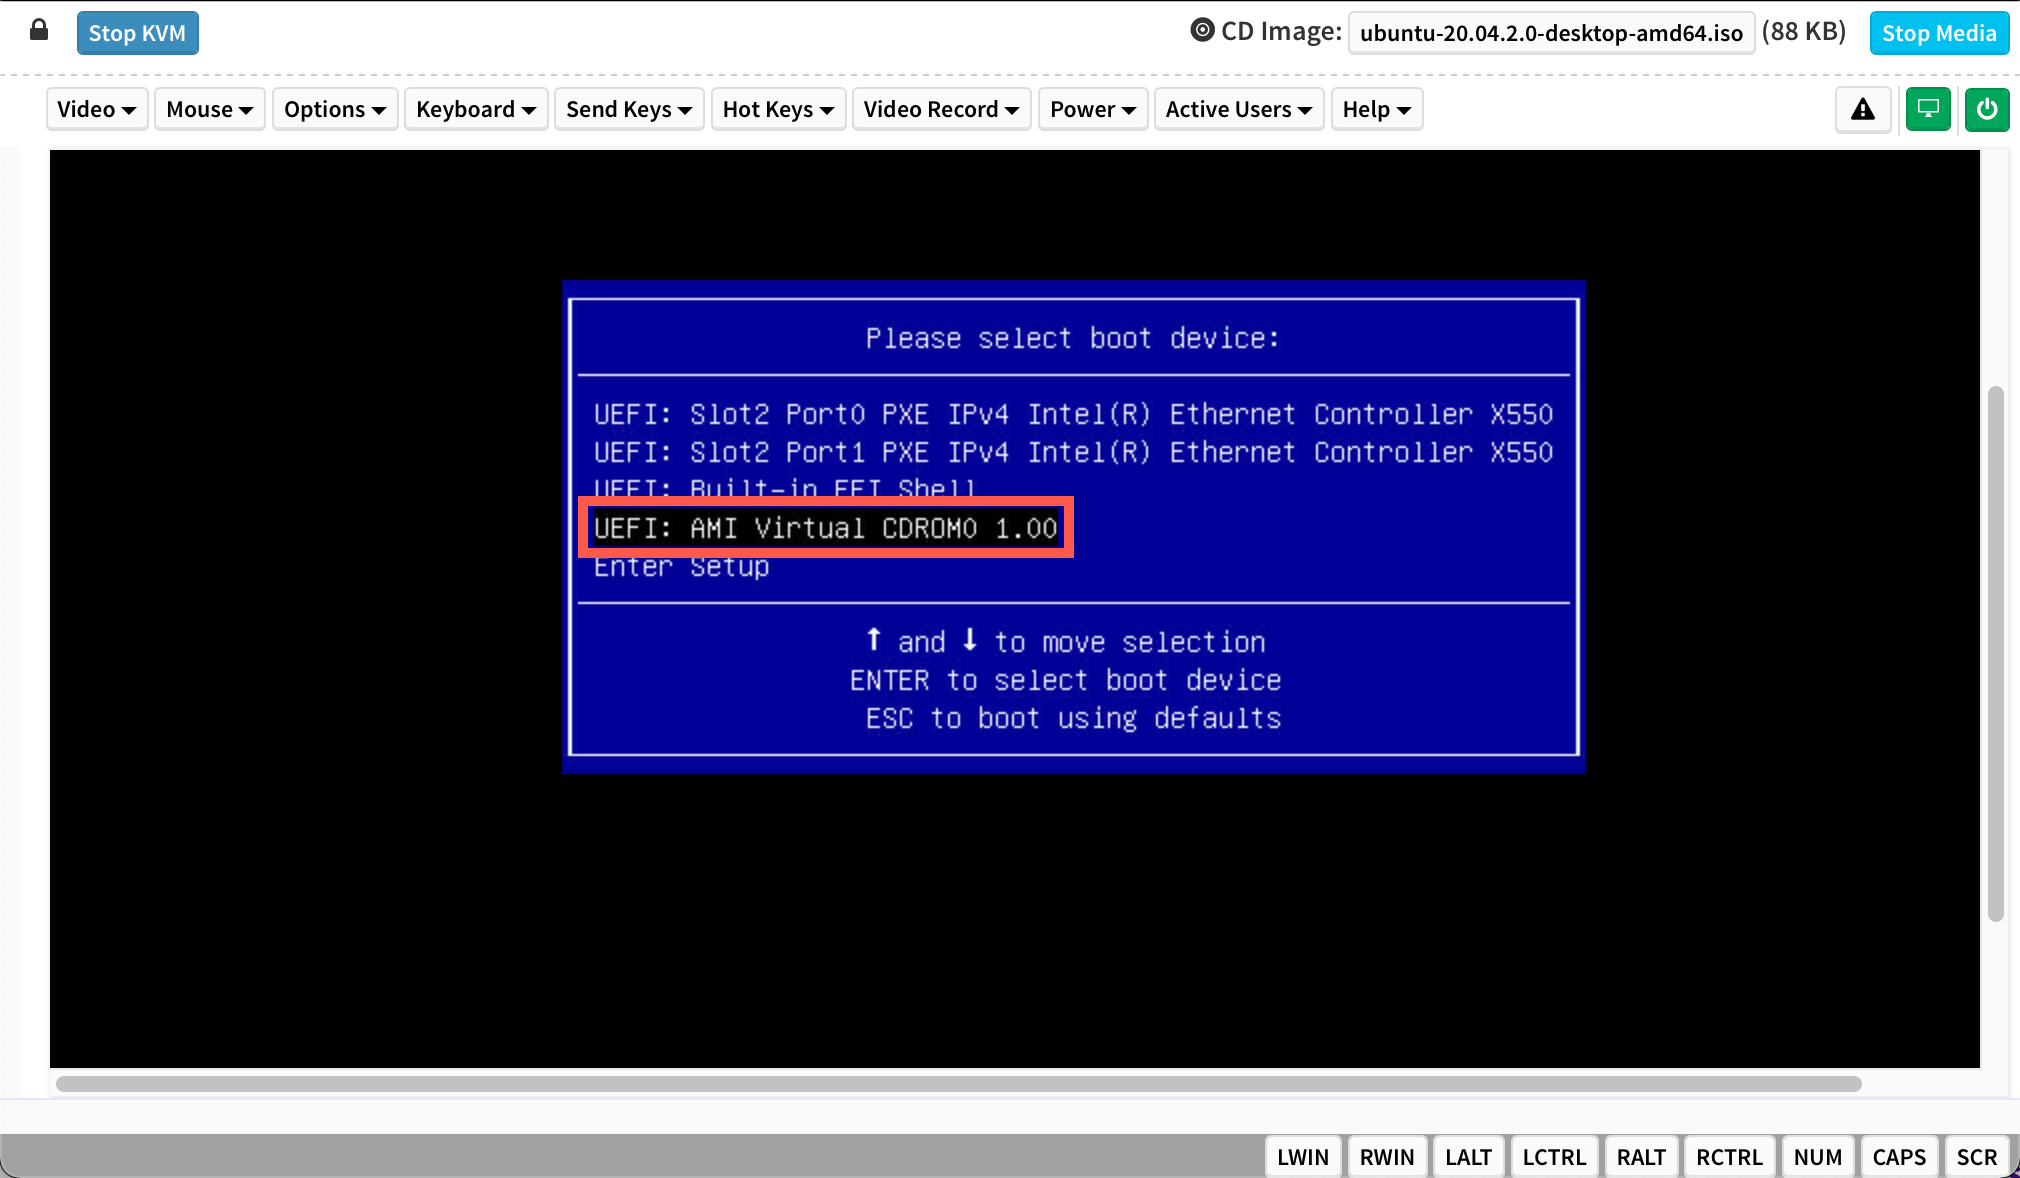 Stop KVM
CD Image: ubuntu-20.04.2.0-desktop-amd64.iso (88 KB) Stop Media
Video Mouse Options Keyboard Send Keys Hot Keys Video Record Power Active Users Help
Please select boot device:
UEFI: Slot2 Port0 PXE IPv4 Intel(R) Ethernet Controller X550
UEFI: Slot2 Port1 PXE IPv4 Intel(R) Ethernet Controller X550
UEFI: Built-in EFI Shell
UEFI: AMI Virtual CDROM0 1.00
Enter Setup
↑ and ↓ to move selection
ENTER to select boot device
ESC to boot using defaults
LWIN RWIN LALT LCTRL RALT RCTRL NUM CAPS SCR